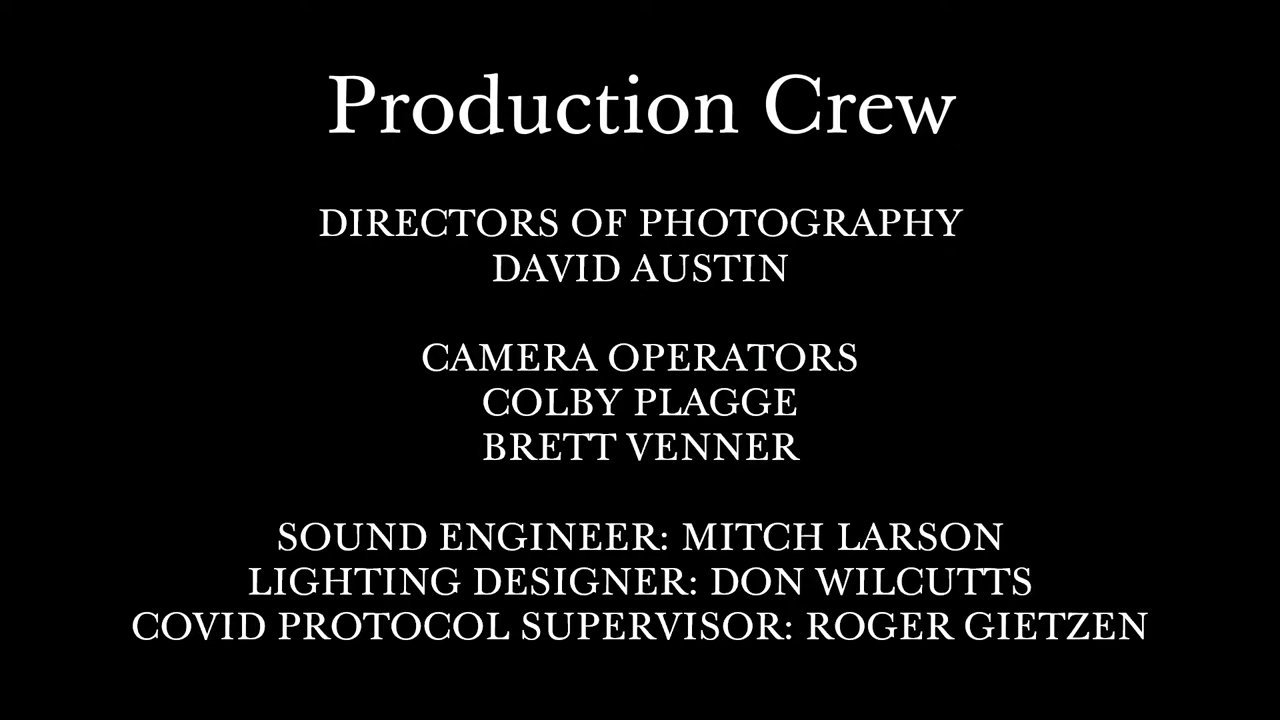 Production Crew
DIRECTORS OF PHOTOGRAPHY
DAVID AUSTIN
CAMERA OPERATORS
COLBY PLAGGE
BRETT VENNER
SOUND ENGINEER: MITCH LARSON
LIGHTING DESIGNER: DON WILCUTTS
COVID PROTOCOL SUPERVISOR: ROGER GIETZEN